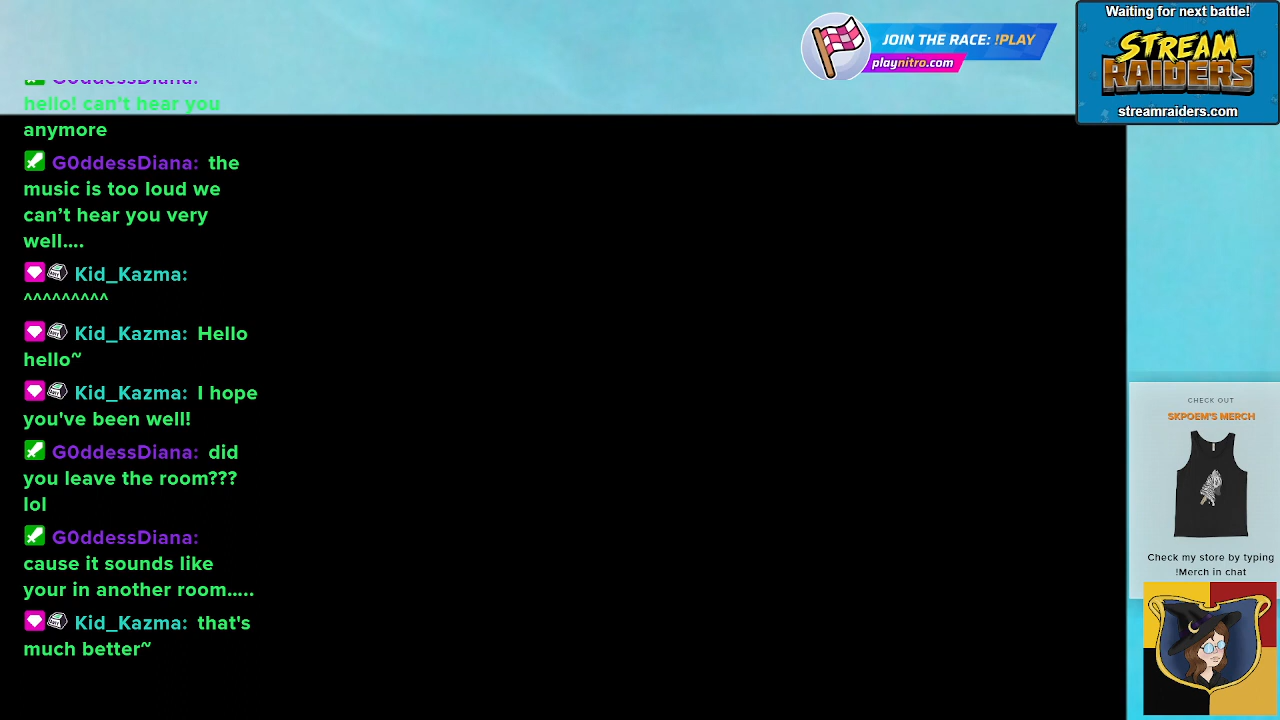 Waiting for next battle!
STREAM
RAIDERS
streamraiders.com
JOIN THE RACE: !PLAY
playnitro.com
G0ddessDiana:
hello! can't hear you
anymore
G0ddessDiana: the
music is too loud we
can't hear you very
well....
Kid_Kazma:
^^^^^^^^^
Kid_Kazma: Hello
hello~
Kid_Kazma: I hope
you've been well!
G0ddessDiana: did
you leave the room???
lol
G0ddessDiana:
cause it sounds like
your in another room.....
Kid_Kazma: that's
much better~
CHECK OUT
SKPOEM'S MERCH
Check my store by typing
!Merch in chat